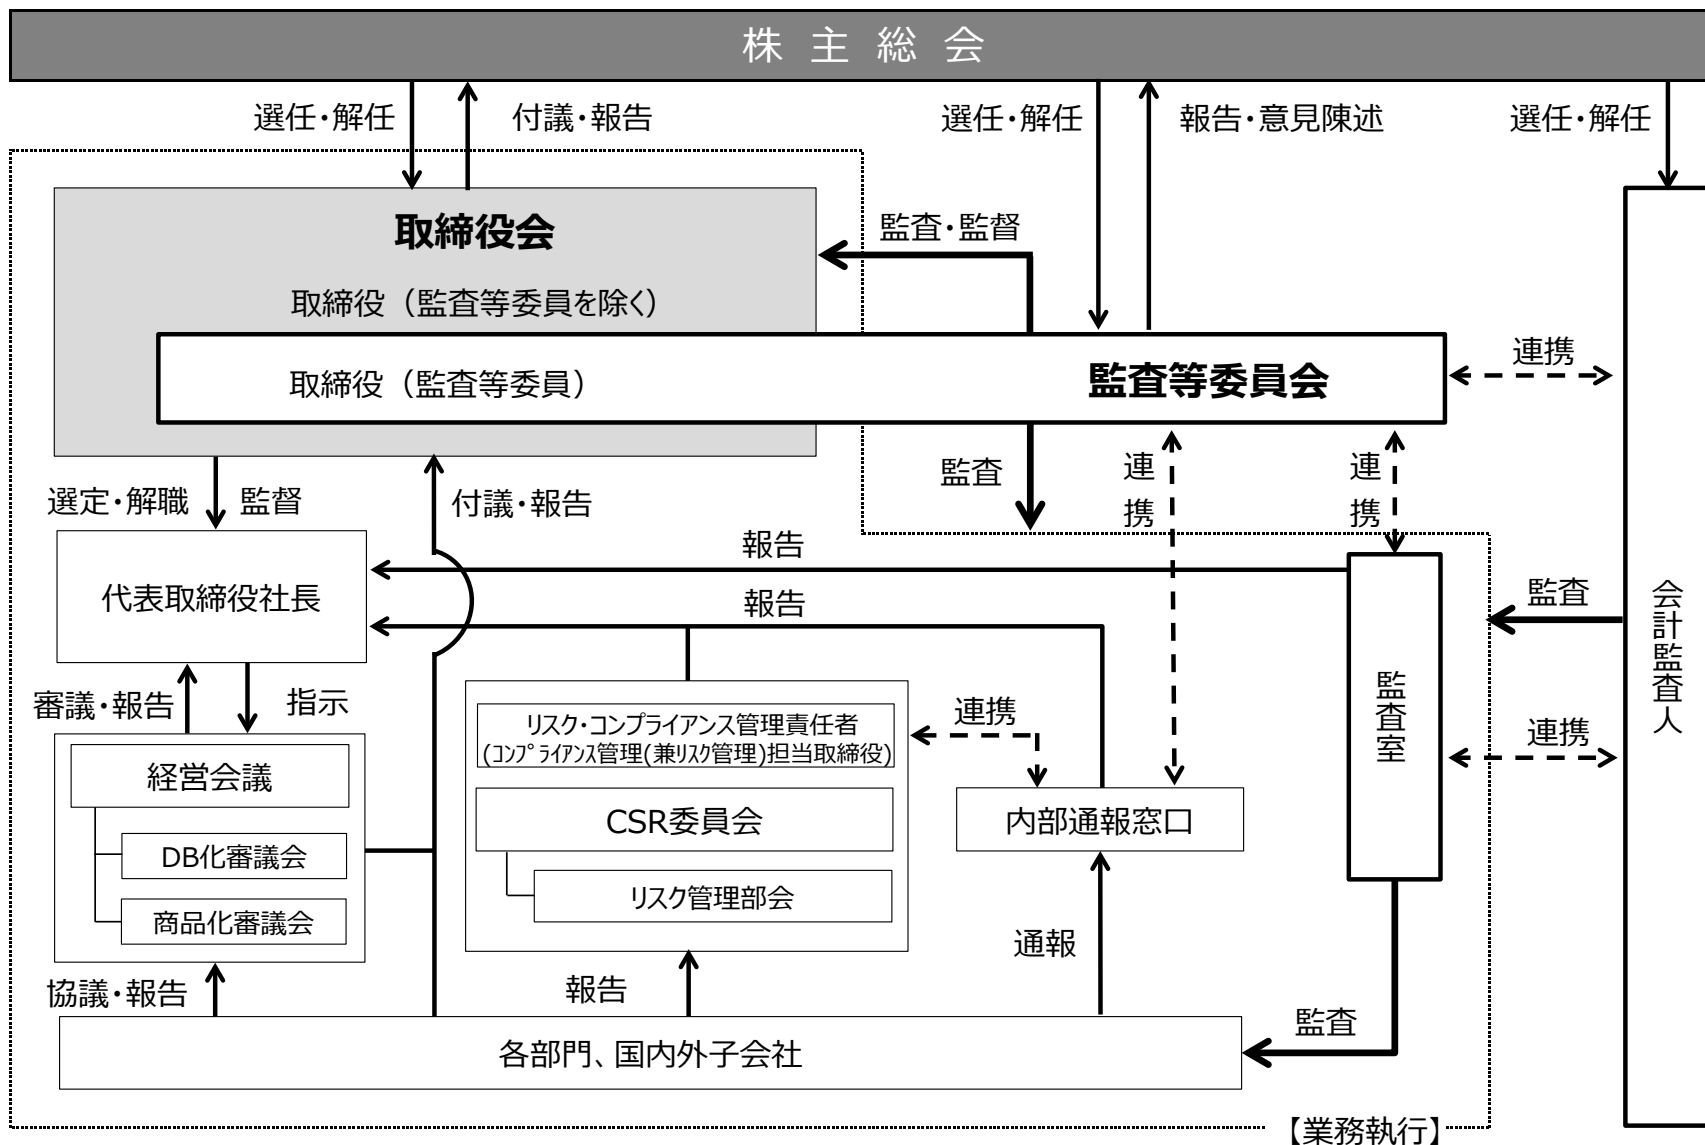 株主総会
選任・解任
付議・報告
選任・解任
報告・意見陳述
選任・解任
取締役会
監査・監督
取締役（監査等委員を除く）
取締役（監査等委員）
監査等委員会
連携
監査
連携
連携
選定・解職
監督
付議・報告
報告
代表取締役社長
報告
監査
会計監査人
審議・報告
指示
リスク・コンプライアンス管理責任者
(ｺﾝﾌﾟﾗｲｱﾝｽ管理(兼ﾘｽｸ管理)担当取締役)
連携
監査室
連携
経営会議
CSR委員会
内部通報窓口
DB化審議会
リスク管理部会
商品化審議会
通報
協議・報告
報告
監査
各部門、国内外子会社
【業務執行】